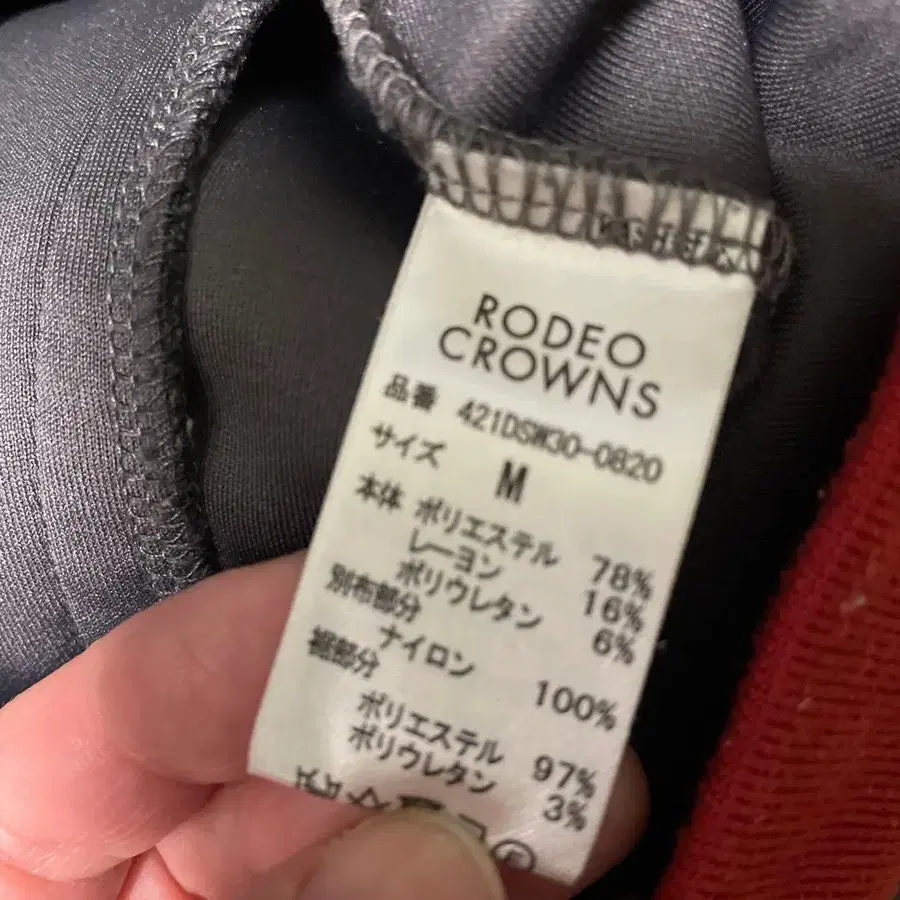 RODEO
CROWNS
品番 421DSW30-0820
サイズ M
本体 ポリエステル 78%
レーヨン 16%
ポリウレタン 6%
別布部分
ナイロン 100%
裾部分
ポリエステル 97%
ポリウレタン 3%